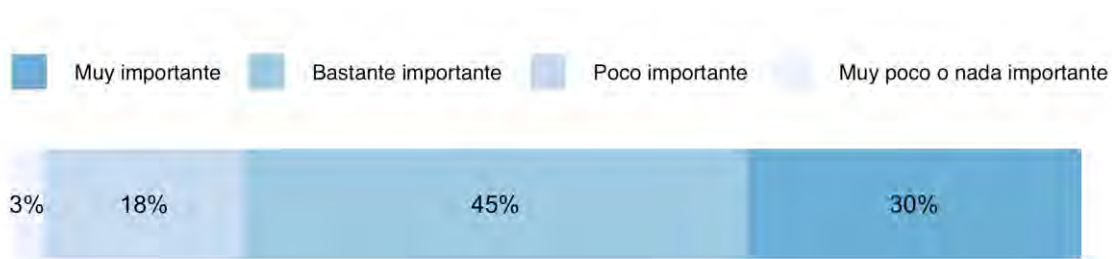 Muy importante Bastante importante Poco importante Muy poco o nada importante
3% 18% 45% 30%